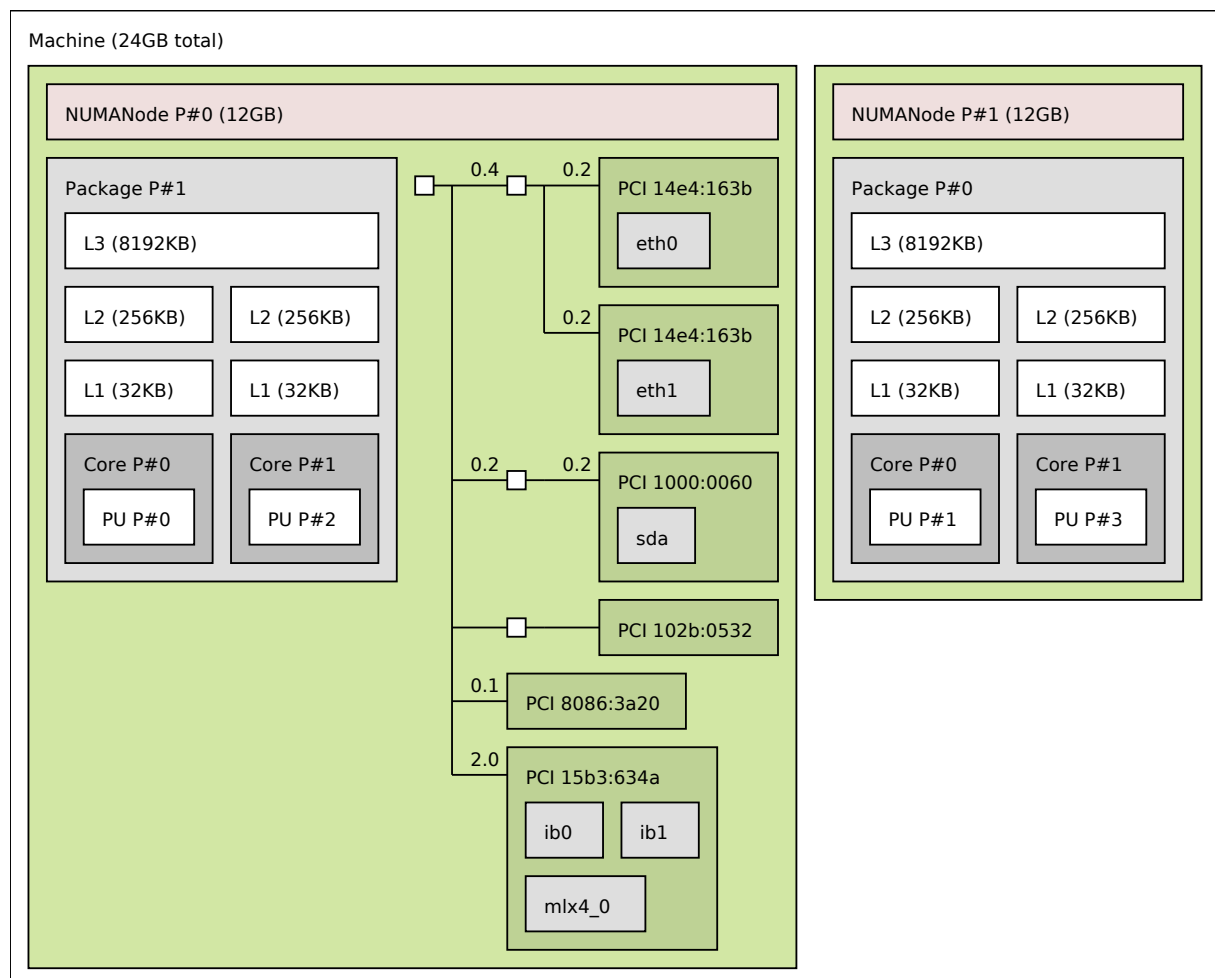 Machine (24GB total)
NUMANode P#0 (12GB)
Package P#1
L3 (8192KB)
L2 (256KB) L2 (256KB)
L1 (32KB) L1 (32KB)
Core P#0 Core P#1
PU P#0 PU P#2
0.4 0.2 PCI 14e4:163b
eth0
0.2 PCI 14e4:163b
eth1
0.2 0.2 PCI 1000:0060
sda
PCI 102b:0532
0.1 PCI 8086:3a20
2.0 PCI 15b3:634a
ib0 ib1
mlx4_0
NUMANode P#1 (12GB)
Package P#0
L3 (8192KB)
L2 (256KB) L2 (256KB)
L1 (32KB) L1 (32KB)
Core P#0 Core P#1
PU P#1 PU P#3